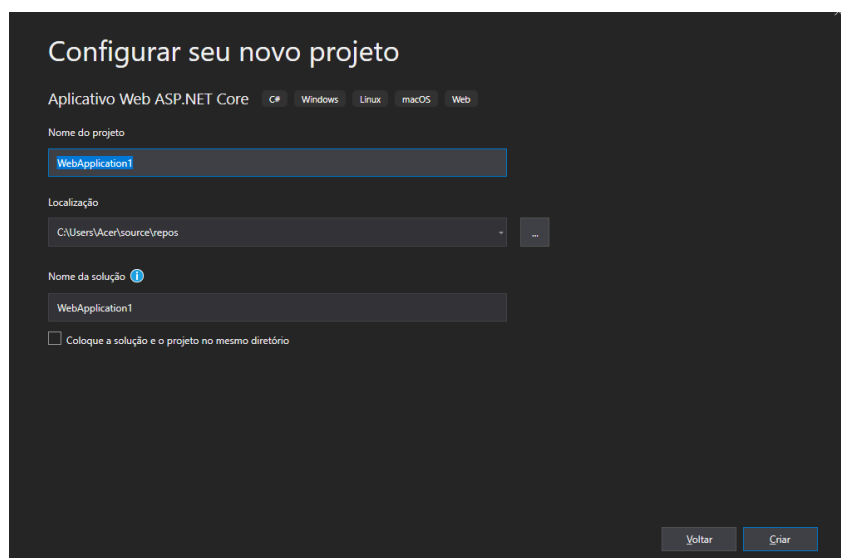 Configurar seu novo projeto
Aplicativo Web ASP.NET Core C# Windows Linux macOS Web
Nome do projeto
WebApplication1
Localização
C:\Users\Acer\source\repos
...
Nome da solução
WebApplication1
Coloque a solução e o projeto no mesmo diretório
Voltar Criar